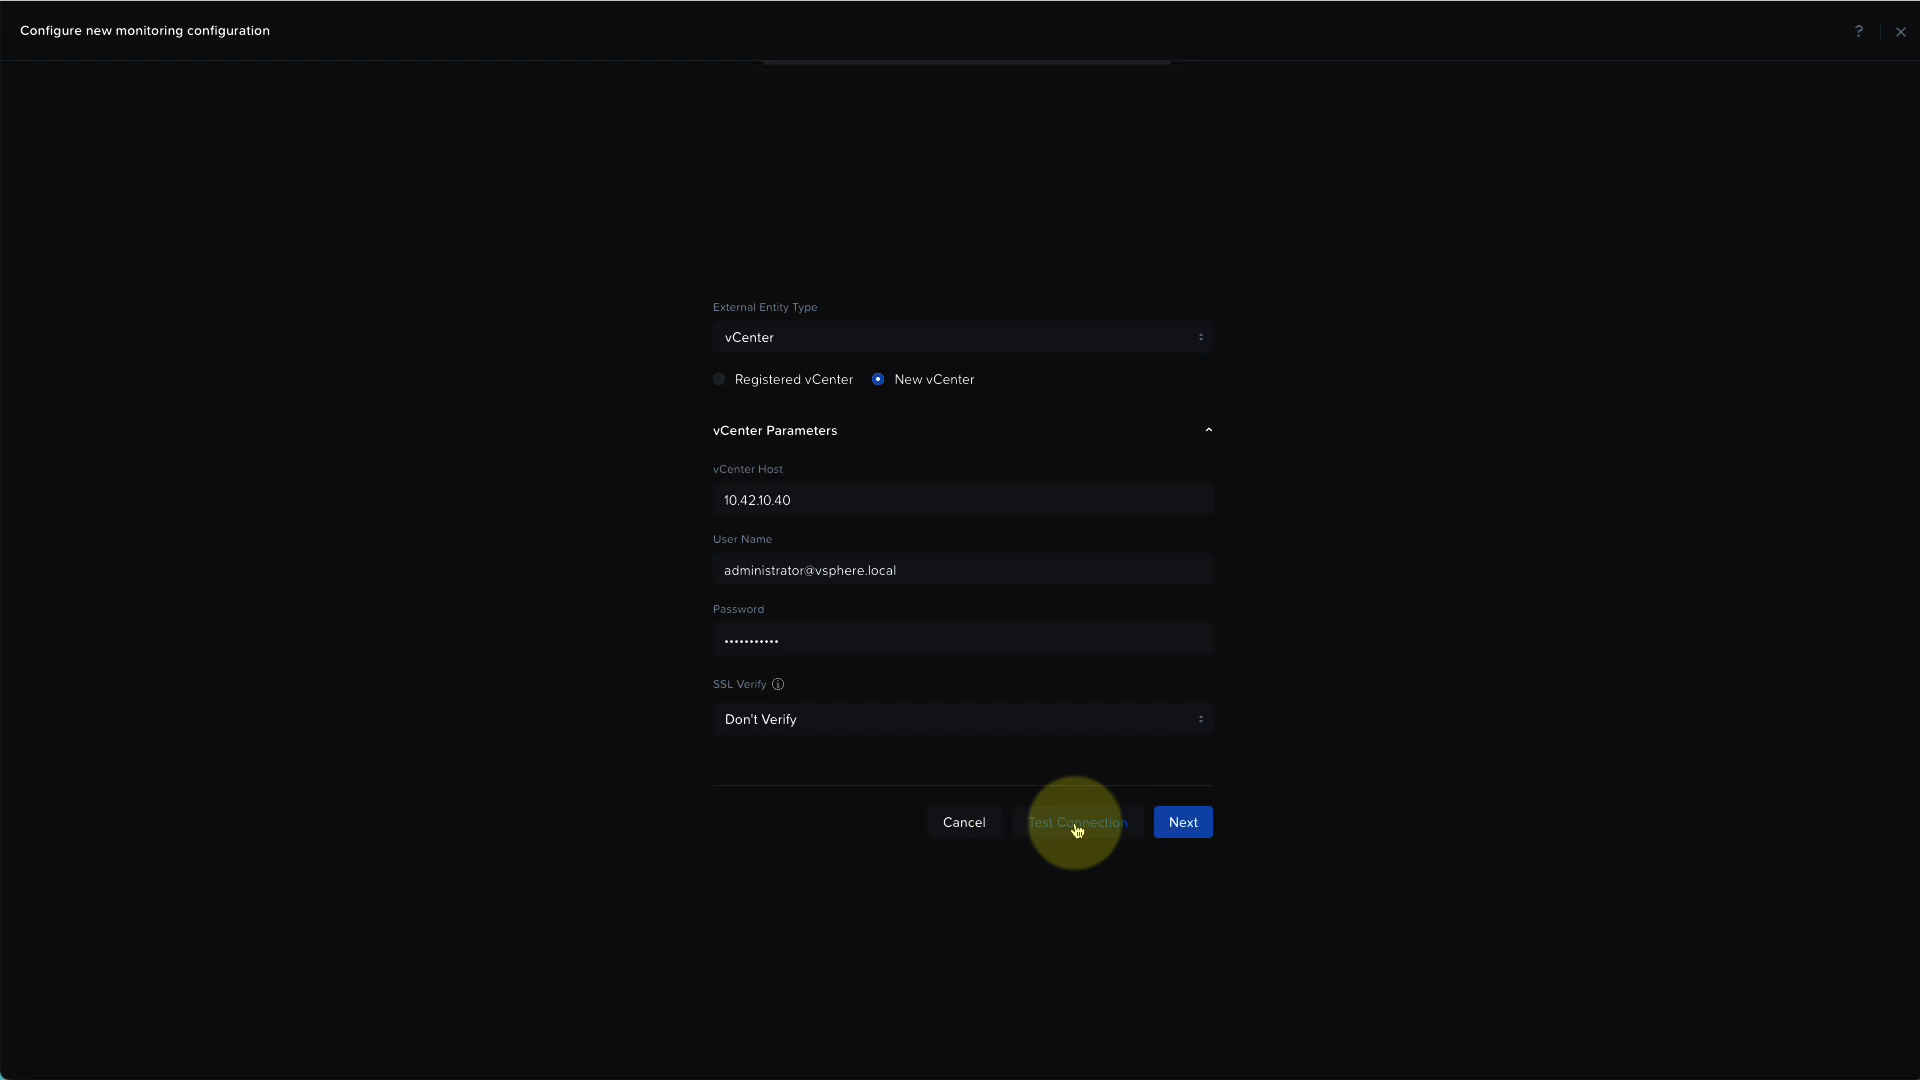 Configure new monitoring configuration
?
External Entity Type
vCenter
Registered vCenter New vCenter
vCenter Parameters
vCenter Host
10.42.10.40
User Name
administrator@vsphere.local
Password
•••••••••••
SSL Verify
Don't Verify
Cancel Test Connection Next